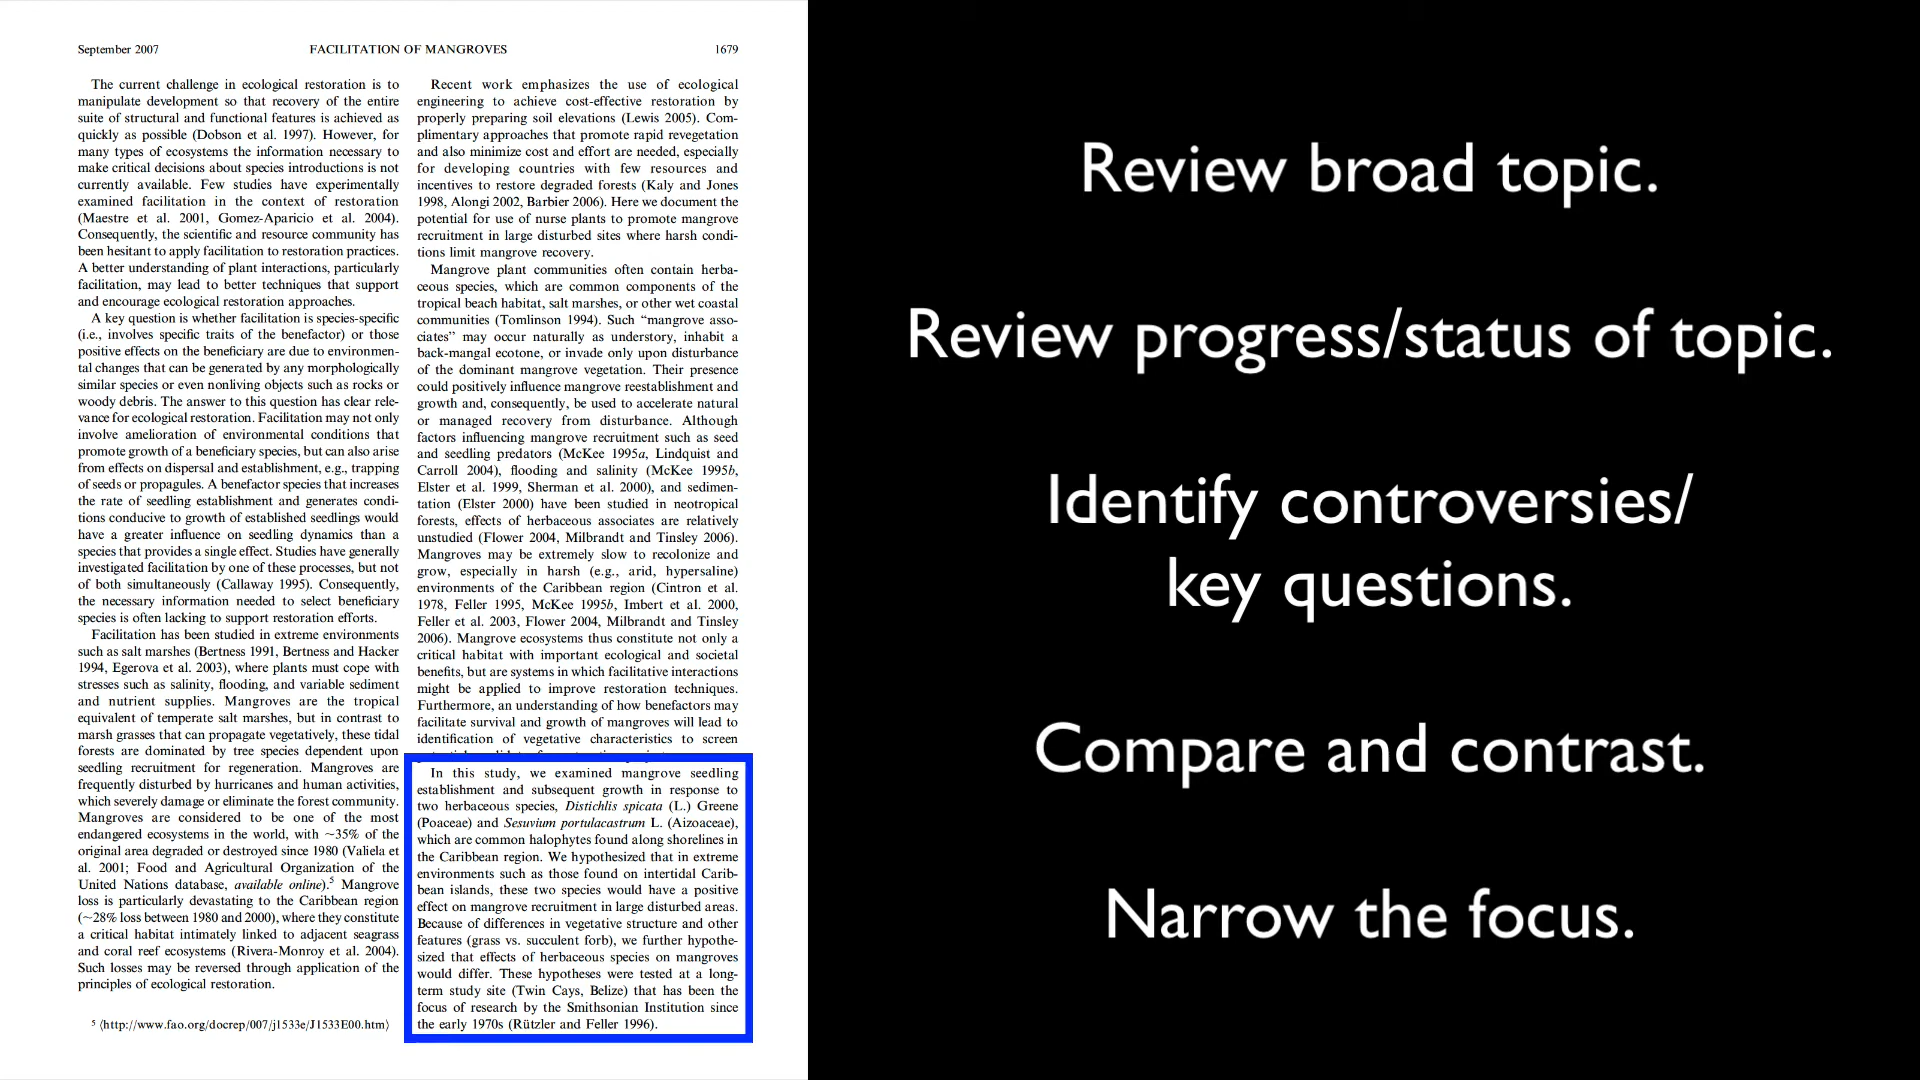 September 2007
FACILITATION OF MANGROVES
1679
The current challenge in ecological restoration is to
manipulate development so that recovery of the entire
suite of structural and functional features is achieved as
quickly as possible (Dobson et al. 1997). However, for
many types of ecosystems the information necessary to
make critical decisions about species introductions is not
currently available. Few studies have experimentally
examined facilitation in the context of restoration
(Maestre et al. 2001, Gomez-Aparicio et al. 2004).
Consequently, the scientific and resource community has
been hesitant to apply facilitation to restoration practices.
A better understanding of plant interactions, particularly
facilitation, may lead to better techniques that support
and encourage ecological restoration approaches.
A key question is whether facilitation is species-specific
(i.e., involves specific traits of the benefactor) or those
positive effects on the beneficiary are due to environmen-
tal changes that can be generated by any morphologically
similar species or even nonliving objects such as rocks or
woody debris. The answer to this question has clear rele-
vance for ecological restoration. Facilitation may not only
involve amelioration of environmental conditions that
promote growth of a beneficiary species, but can also arise
from effects on dispersal and establishment, e.g., trapping
of seeds or propagules. A benefactor species that increases
the rate of seedling establishment and generates condi-
tions conducive to growth of established seedlings would
have a greater influence on seedling dynamics than a
species that provides a single effect. Studies have generally
investigated facilitation by one of these processes, but not
of both simultaneously (Callaway 1995). Consequently,
the necessary information needed to select beneficiary
species is often lacking to support restoration efforts.
Facilitation has been studied in extreme environments
such as salt marshes (Bertness 1991, Bertness and Hacker
1994, Egerova et al. 2003), where plants must cope with
stresses such as salinity, flooding, and variable sediment
and nutrient supplies. Mangroves are the tropical
equivalent of temperate salt marshes, but in contrast to
marsh grasses that can propagate vegetatively, these tidal
forests are dominated by tree species dependent upon
seedling recruitment for regeneration. Mangroves are
frequently disturbed by hurricanes and human activities,
which severely damage or eliminate the forest community.
Mangroves are considered to be one of the most
endangered ecosystems in the world, with ~35% of the
original area degraded or destroyed since 1980 (Valiela et
al. 2001; Food and Agricultural Organization of the
United Nations database, available online).⁵ Mangrove
loss is particularly devastating to the Caribbean region
(~28% loss between 1980 and 2000), where they constitute
a critical habitat intimately linked to adjacent seagrass
and coral reef ecosystems (Rivera-Monroy et al. 2004).
Such losses may be reversed through application of the
principles of ecological restoration.
⁵ ⟨http://www.fao.org/docrep/007/j1533e/J1533E00.htm⟩
Recent work emphasizes the use of ecological
engineering to achieve cost-effective restoration by
properly preparing soil elevations (Lewis 2005). Com-
plimentary approaches that promote rapid revegetation
and also minimize cost and effort are needed, especially
for developing countries with few resources and
incentives to restore degraded forests (Kaly and Jones
1998, Alongi 2002, Barbier 2006). Here we document the
potential for use of nurse plants to promote mangrove
recruitment in large disturbed sites where harsh condi-
tions limit mangrove recovery.
Mangrove plant communities often contain herba-
ceous species, which are common components of the
tropical beach habitat, salt marshes, or other wet coastal
communities (Tomlinson 1994). Such “mangrove asso-
ciates” may occur naturally as understory, inhabit a
back-mangal ecotone, or invade only upon disturbance
of the dominant mangrove vegetation. Their presence
could positively influence mangrove reestablishment and
growth and, consequently, be used to accelerate natural
or managed recovery from disturbance. Although
factors influencing mangrove recruitment such as seed
and seedling predators (McKee 1995a, Lindquist and
Carroll 2004), flooding and salinity (McKee 1995b,
Elster et al. 1999, Sherman et al. 2000), and sedimen-
tation (Elster 2000) have been studied in neotropical
forests, effects of herbaceous associates are relatively
unstudied (Flower 2004, Milbrandt and Tinsley 2006).
Mangroves may be extremely slow to recolonize and
grow, especially in harsh (e.g., arid, hypersaline)
environments of the Caribbean region (Cintron et al.
1978, Feller 1995, McKee 1995b, Imbert et al. 2000,
Feller et al. 2003, Flower 2004, Milbrandt and Tinsley
2006). Mangrove ecosystems thus constitute not only a
critical habitat with important ecological and societal
benefits, but are systems in which facilitative interactions
might be applied to improve restoration techniques.
Furthermore, an understanding of how benefactors may
facilitate survival and growth of mangroves will lead to
identification of vegetative characteristics to screen
In this study, we examined mangrove seedling
establishment and subsequent growth in response to
two herbaceous species, Distichlis spicata (L.) Greene
(Poaceae) and Sesuvium portulacastrum L. (Aizoaceae),
which are common halophytes found along shorelines in
the Caribbean region. We hypothesized that in extreme
environments such as those found on intertidal Carib-
bean islands, these two species would have a positive
effect on mangrove recruitment in large disturbed areas.
Because of differences in vegetative structure and other
features (grass vs. succulent forb), we further hypothe-
sized that effects of herbaceous species on mangroves
would differ. These hypotheses were tested at a long-
term study site (Twin Cays, Belize) that has been the
focus of research by the Smithsonian Institution since
the early 1970s (Rützler and Feller 1996).
Review broad topic.
Review progress/status of topic.
Identify controversies/
key questions.
Compare and contrast.
Narrow the focus.